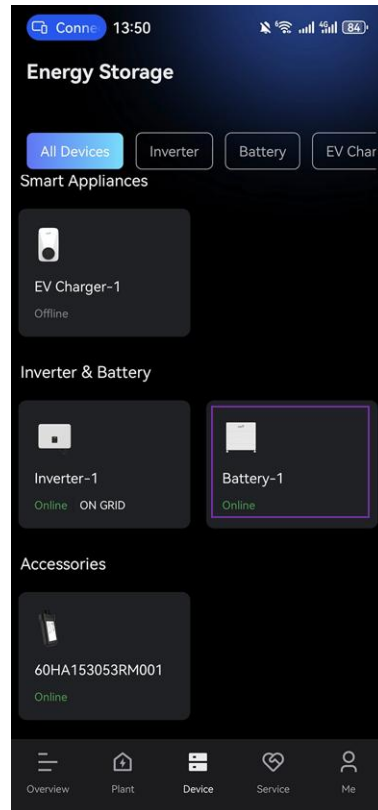 Conne 13:50 84
Energy Storage
All Devices Inverter Battery EV Char
Smart Appliances
EV Charger-1
Offline
Inverter & Battery
Inverter-1 Battery-1
Online ON GRID Online
Accessories
60HA153053RM001
Online
Overview Plant Device Service Me